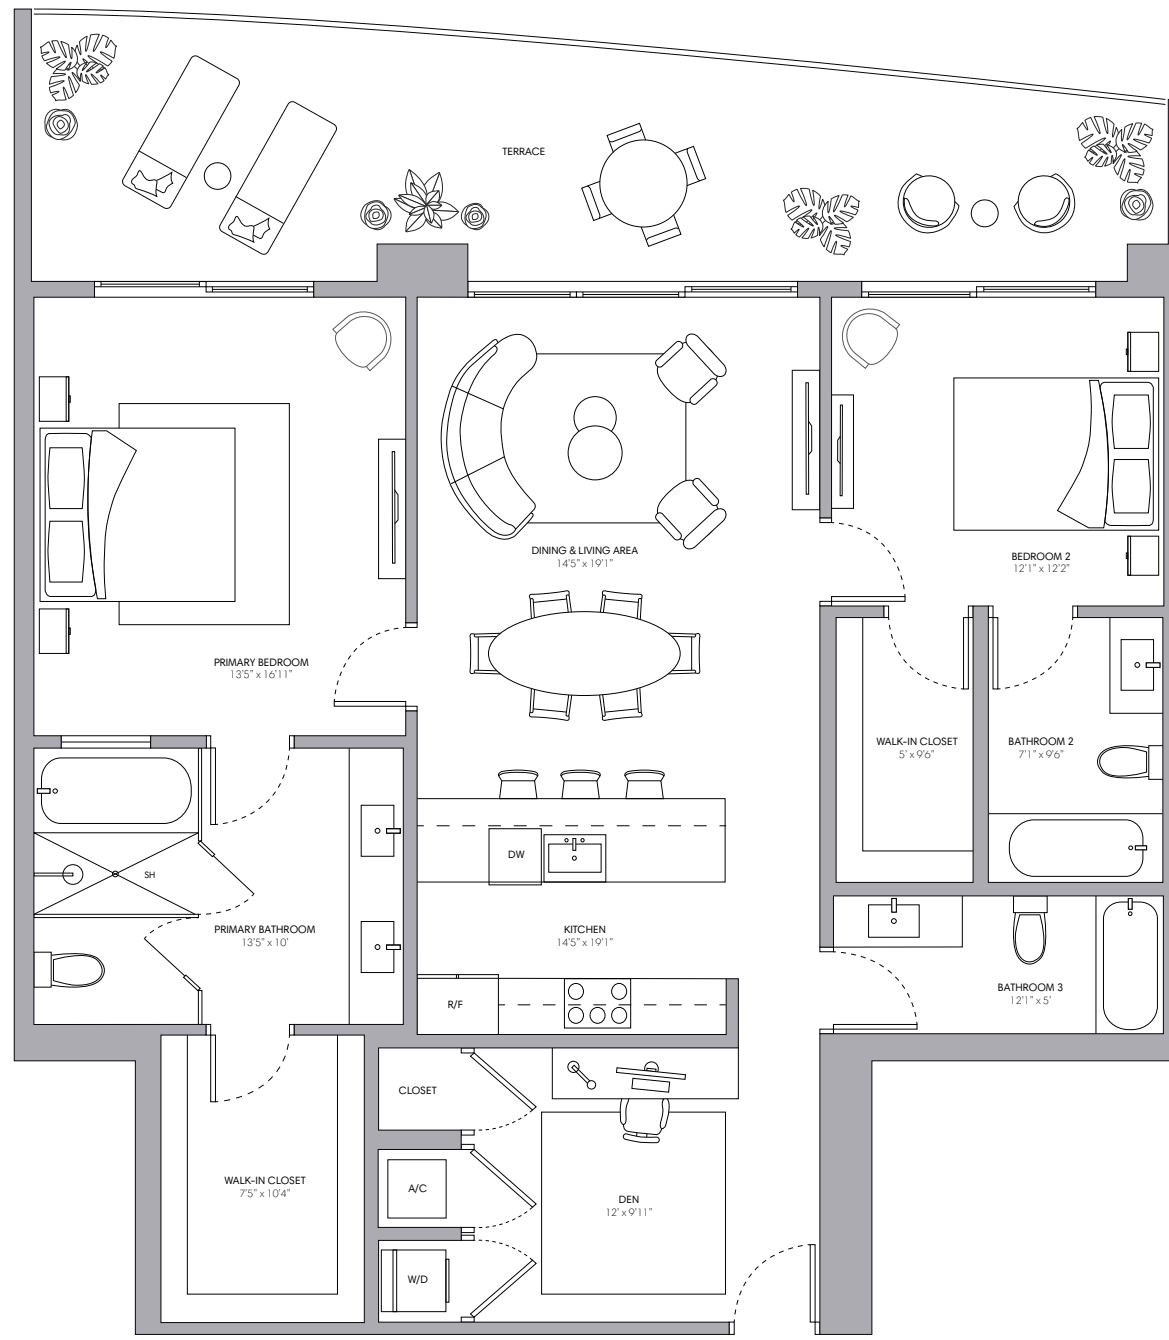 TERRACE
DINING & LIVING AREA
14'5" x 19'1"
BEDROOM 2
12'1" x 12'2"
PRIMARY BEDROOM
13'5" x 16'11"
WALK-IN CLOSET
5' x 9'6"
BATHROOM 2
7'1" x 9'6"
DW
SH
PRIMARY BATHROOM
13'5" x 10'
KITCHEN
14'5" x 19'1"
R/F
BATHROOM 3
12'1" x 5'
CLOSET
WALK-IN CLOSET
7'5" x 10'4"
A/C
DEN
12' x 9'11"
W/D